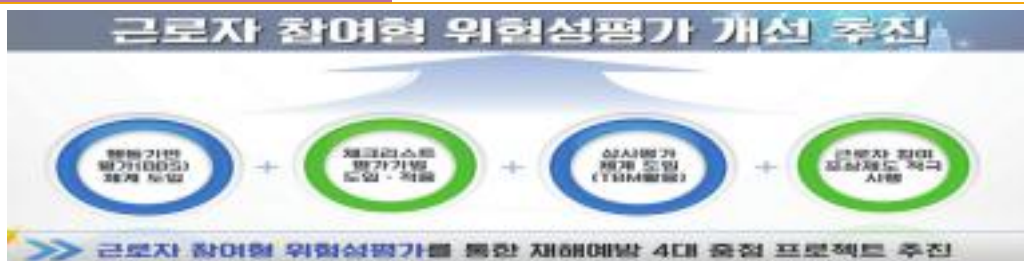 근로자 참여형 위험성평가 개선 추진
행동기반
평가(BBS)
체계 도입
+
체크리스트
평가기법
도입·적용
+
상시평가
체계 도입
(TBM활용)
+
근로자 참여
포상제도 적극
시행
근로자 참여형 위험성평가를 통한 재해예방 4대 중점 프로젝트 추진